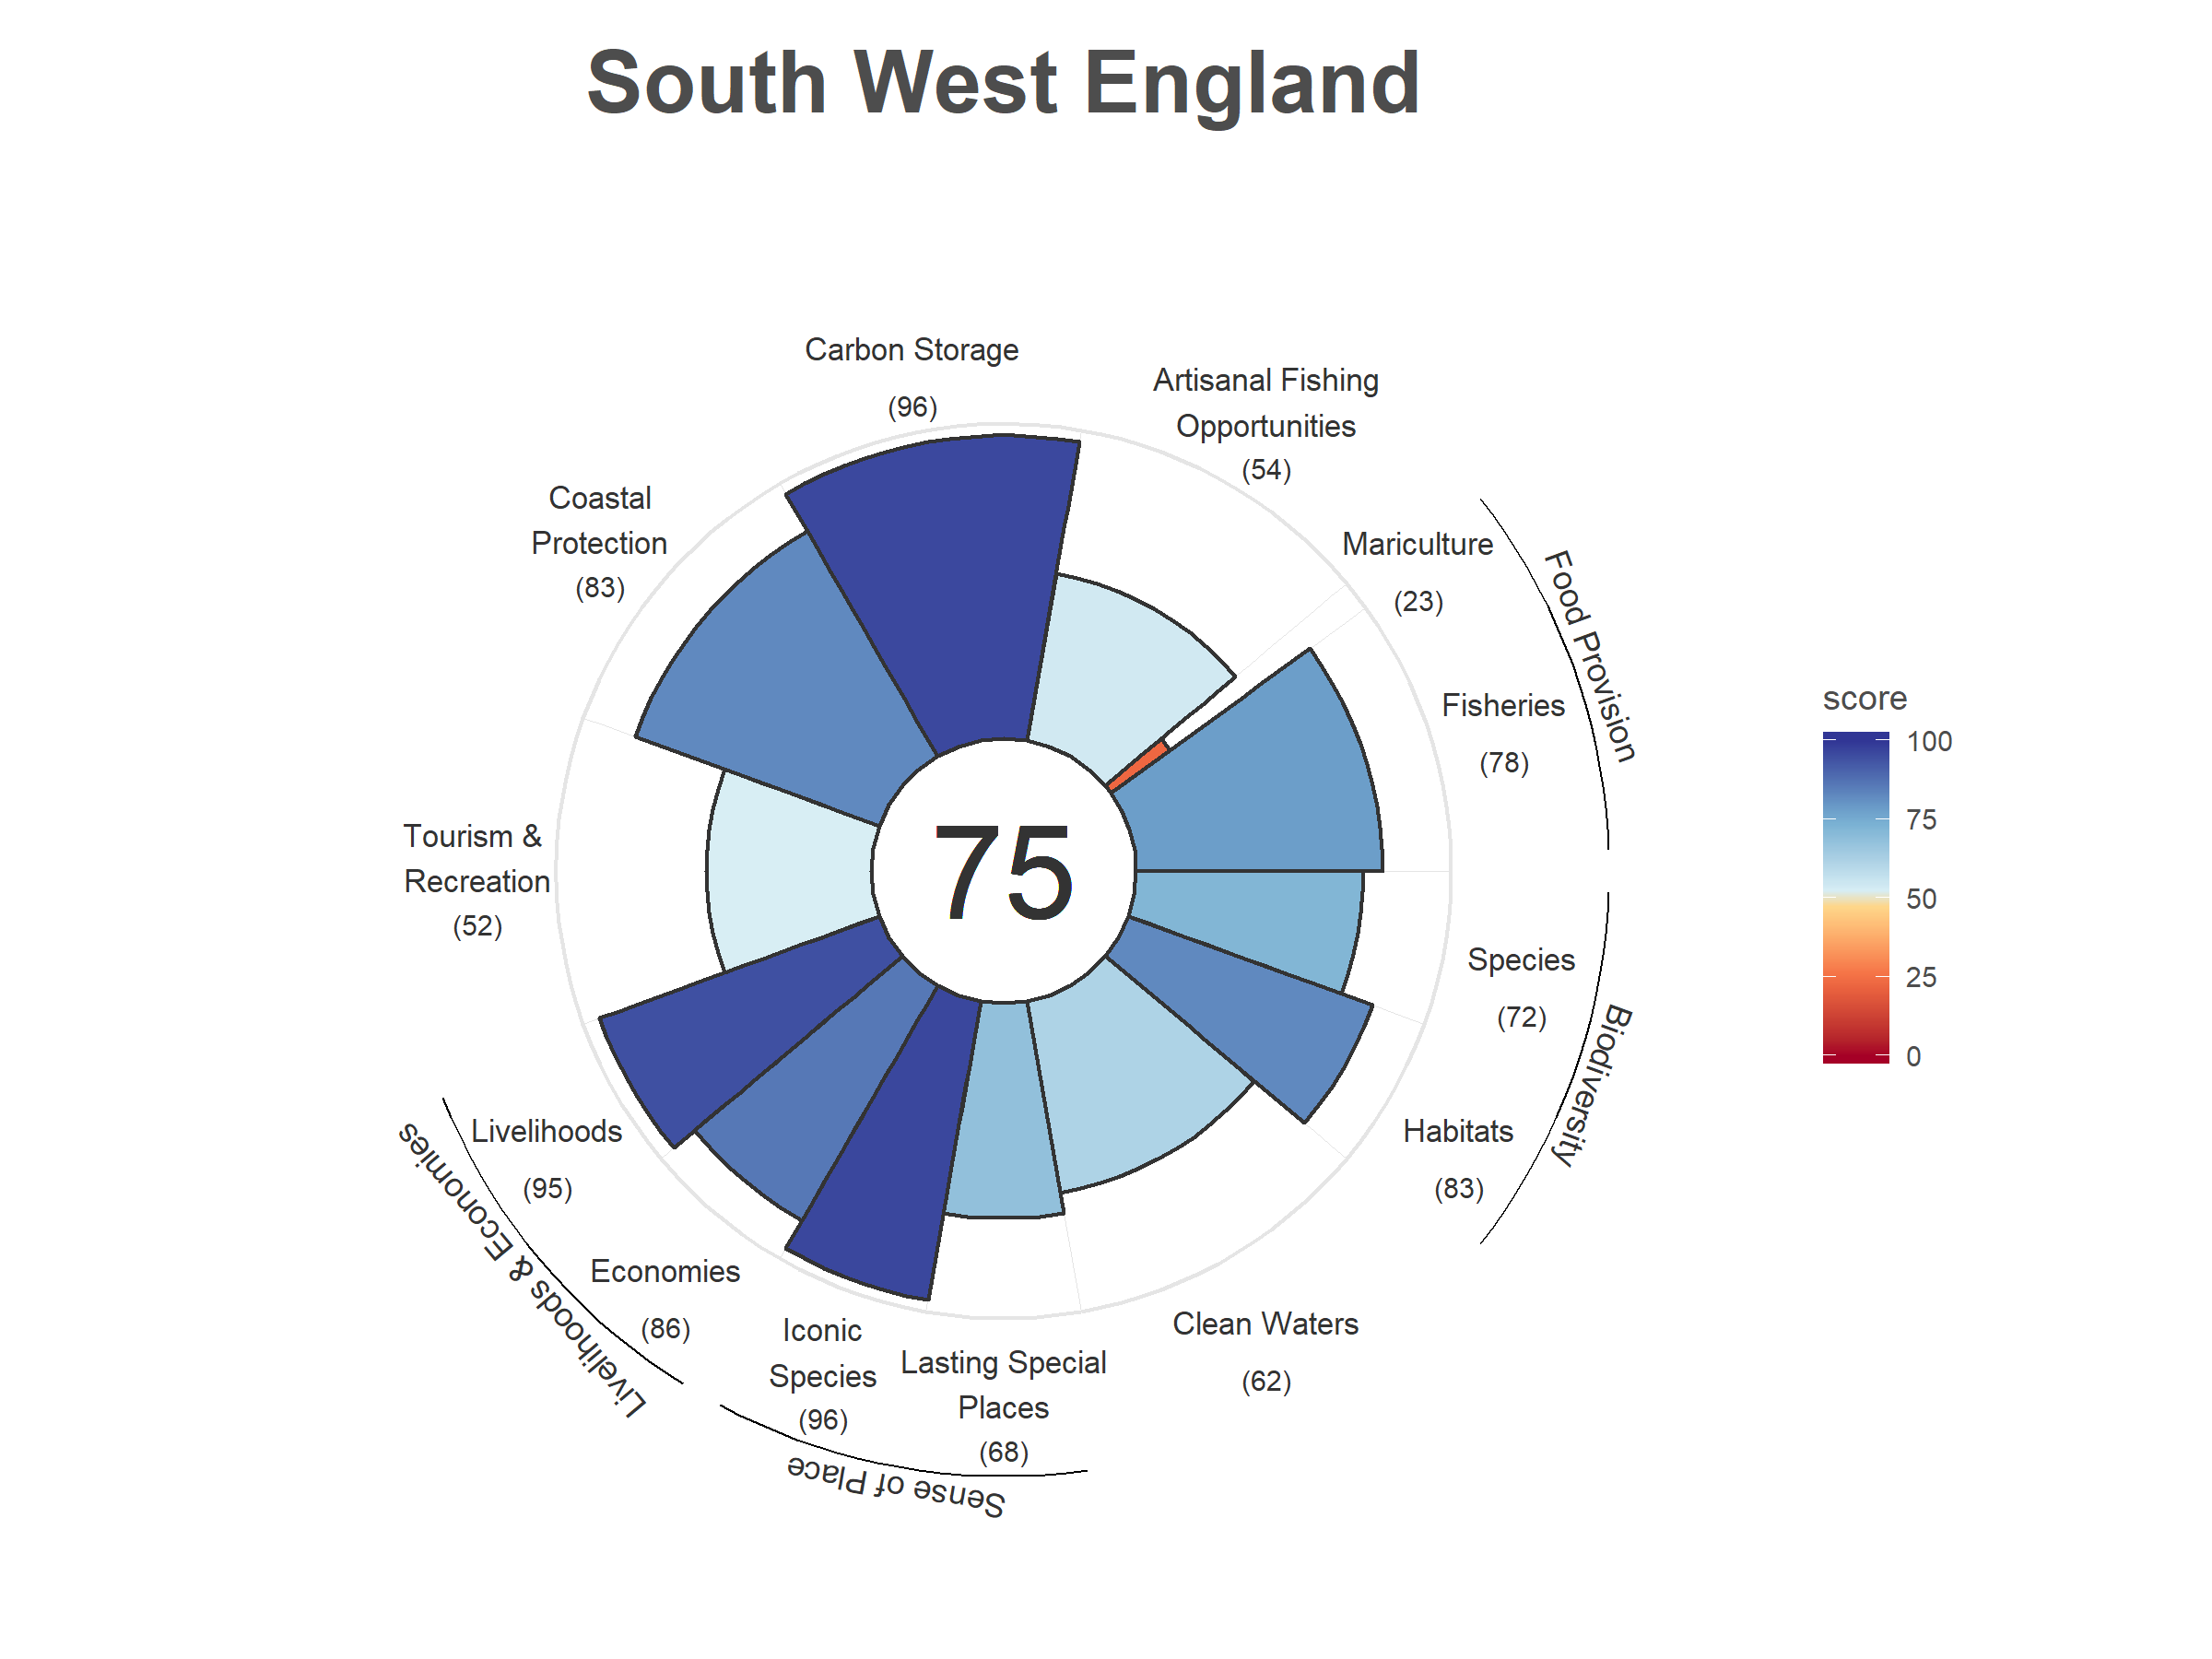 South West England
Carbon Storage
(96)
Artisanal Fishing
Opportunities
(54)
Mariculture
(23)
Fisheries
(78)
Food Provision
Species
(72)
Habitats
(83)
Biodiversity
Clean Waters
(62)
Lasting Special
Places
(68)
Iconic
Species
(96)
Sense of Place
Economies
(86)
Livelihoods
(95)
Livelihoods & Economies
Tourism &
Recreation
(52)
Coastal
Protection
(83)
75
score
100
75
50
25
0